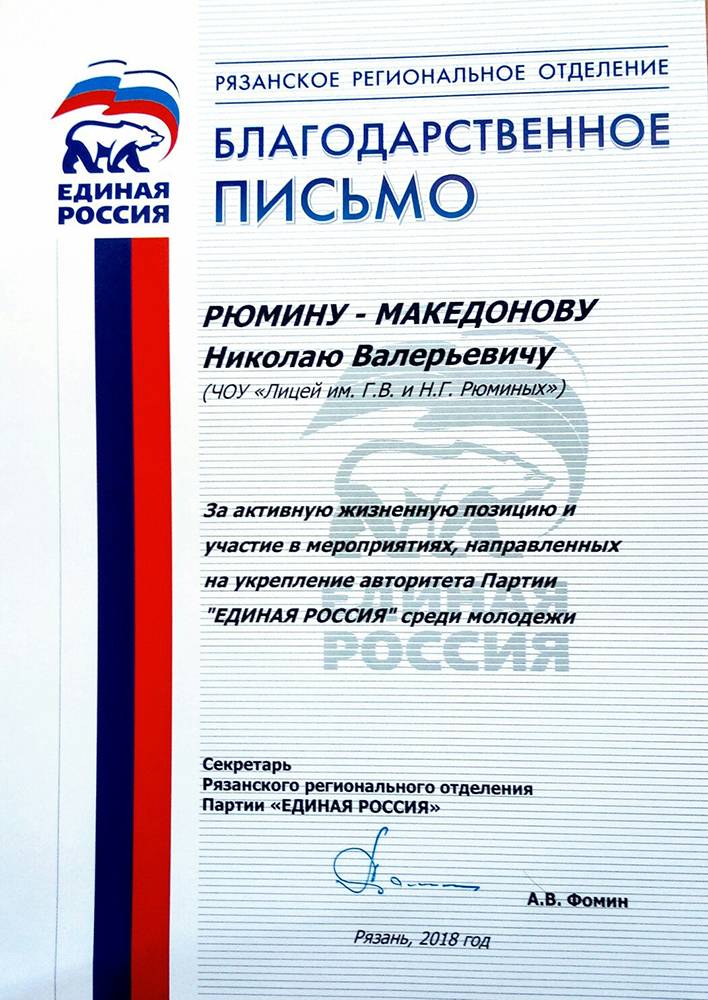 РЯЗАНСКОЕ РЕГИОНАЛЬНОЕ ОТДЕЛЕНИЕ
БЛАГОДАРСТВЕННОЕ
ПИСЬМО
ЕДИНАЯ
РОССИЯ
РЮМИНУ - МАКЕДОНОВУ
Николаю Валерьевичу
(ЧОУ «Лицей им. Г.В. и Н.Г. Рюминых»)
За активную жизненную позицию и
участие в мероприятиях, направленных
на укрепление авторитета Партии
"ЕДИНАЯ РОССИЯ" среди молодежи
ЕДИНАЯ
РОССИЯ
Секретарь
Рязанского регионального отделения
Партии «ЕДИНАЯ РОССИЯ»
А.В. Фомин
Рязань, 2018 год